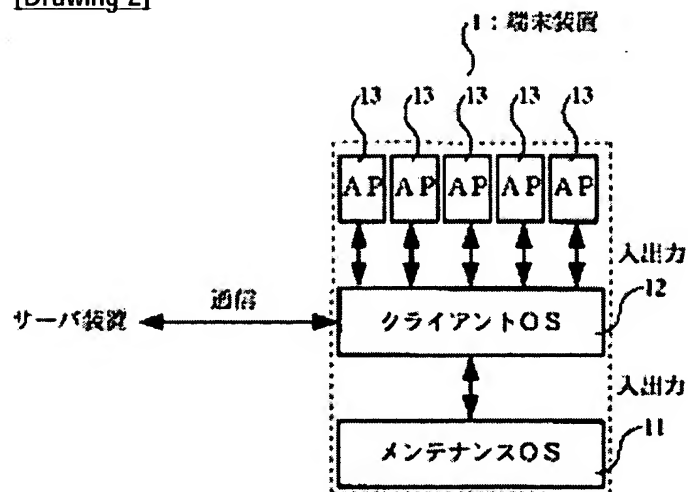 [Drawing 2]
1:端末装置
13 13 13 13 13
AP AP AP AP AP
入出力
12
通信
サーバ装置
クライアントOS
入出力
11
メンテナンスOS